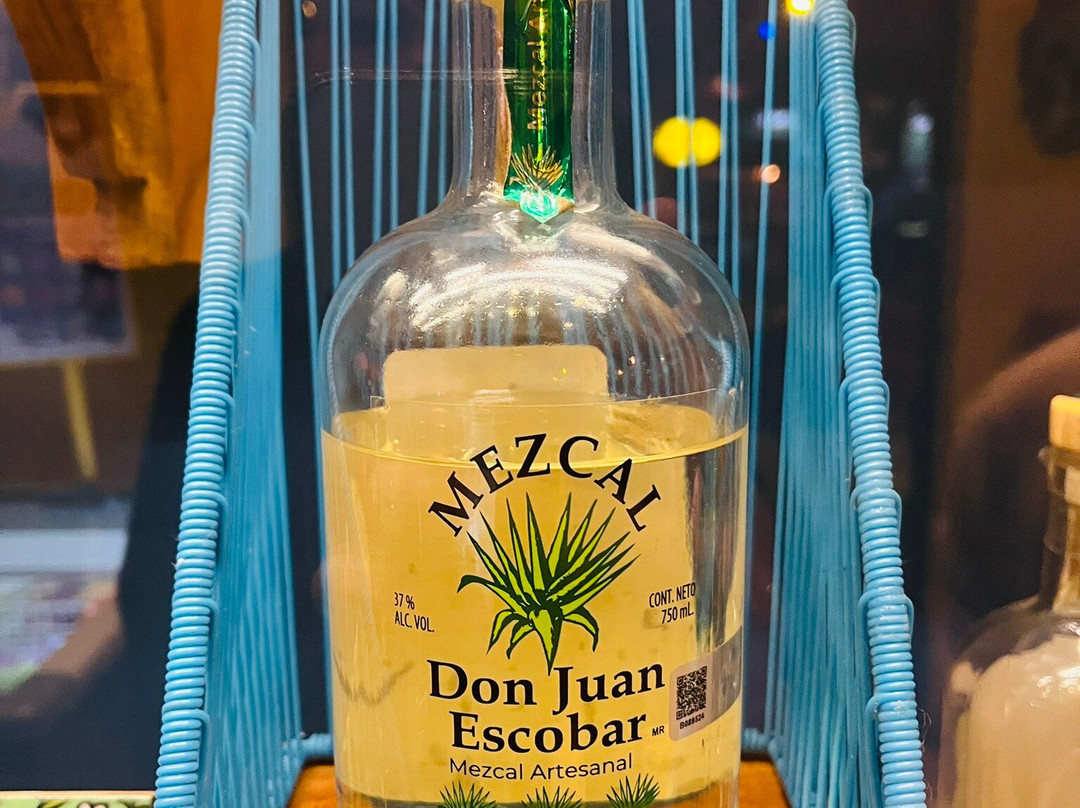 Mezcal
MEZCAL
37 %
ALC. VOL.
CONT. NETO
750 mL.
Don Juan
Escobar MR
Mezcal Artesanal